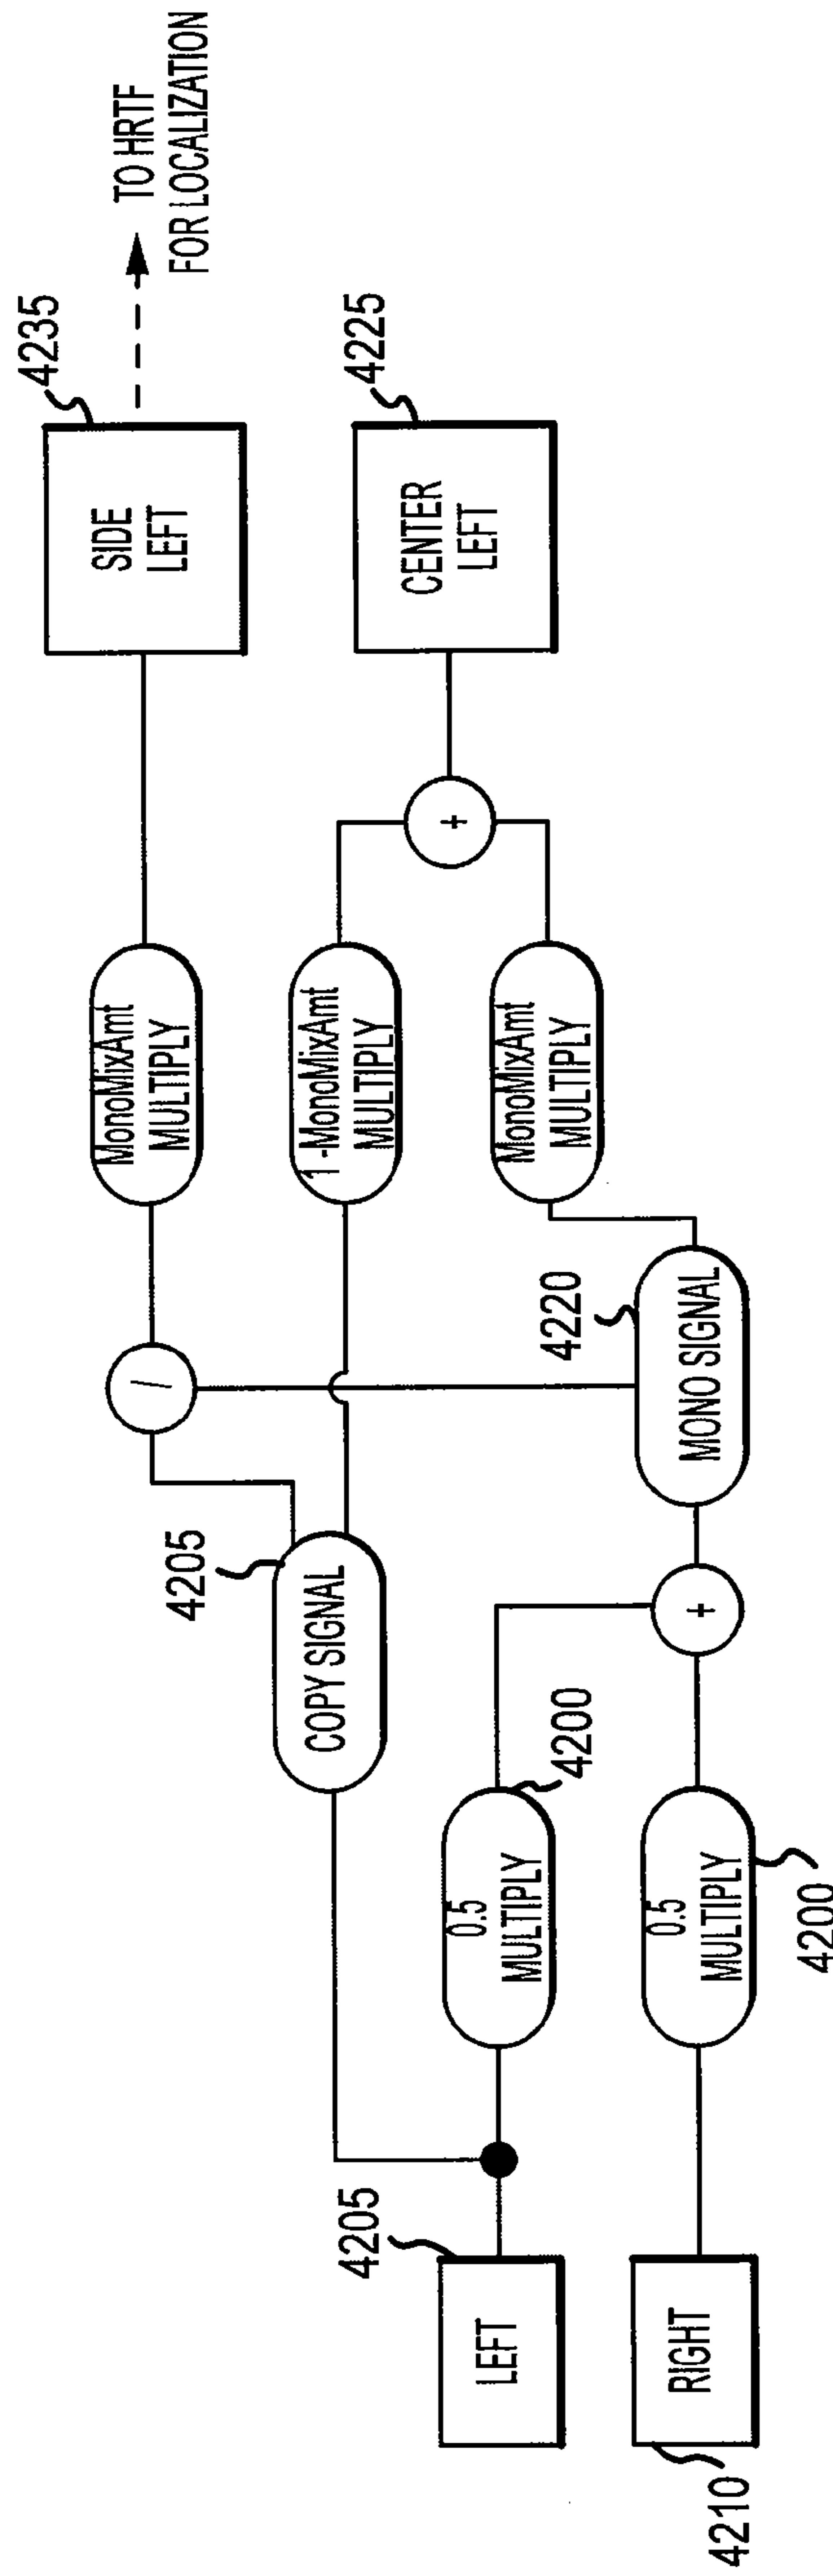 4205
LEFT
4210
RIGHT
0.5
MULTIPLY
4200
0.5
MULTIPLY
4200
4205
COPY SIGNAL
+
4220
MONO SIGNAL
/
MonoMixAmt
MULTIPLY
1-MonoMixAmt
MULTIPLY
MonoMixAmt
MULTIPLY
+
4235
SIDE
LEFT
4225
CENTER
LEFT
TO HRTF
FOR LOCALIZATION